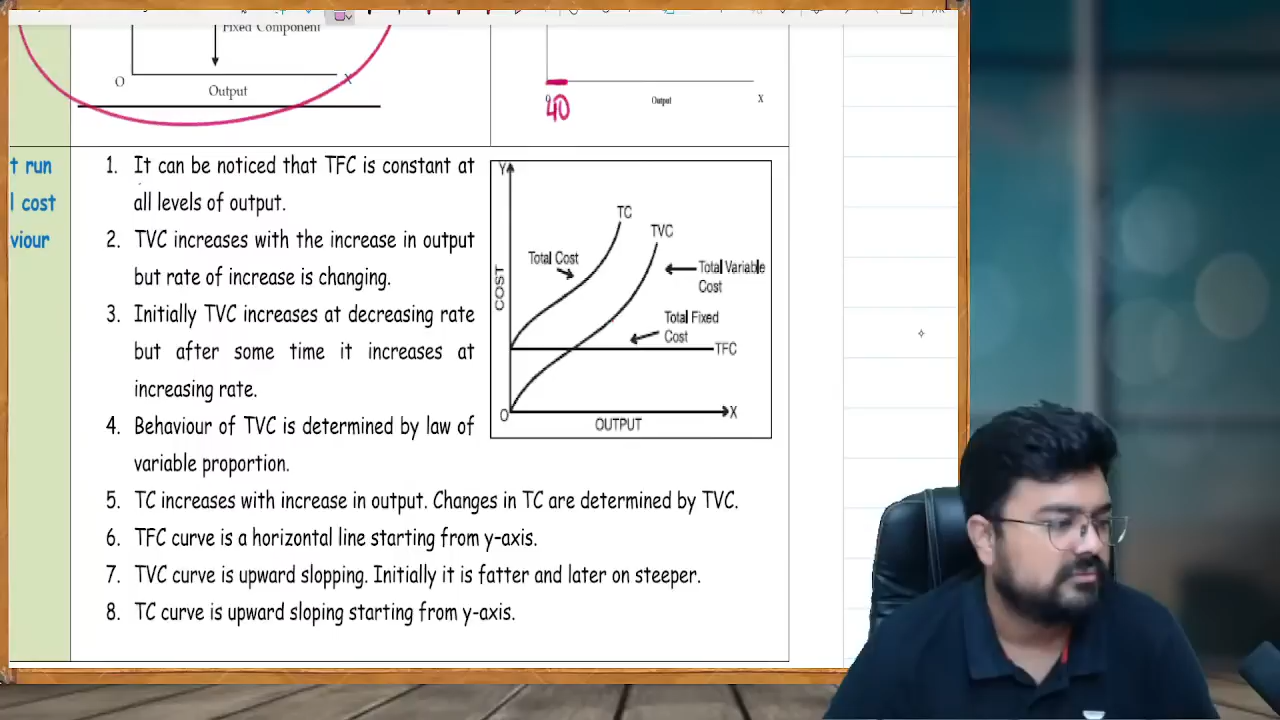 Fixed Component
O
X
Output
O
40
Output
X
t run
l cost
viour
1. It can be noticed that TFC is constant at
all levels of output.
2. TVC increases with the increase in output
but rate of increase is changing.
3. Initially TVC increases at decreasing rate
but after some time it increases at
increasing rate.
4. Behaviour of TVC is determined by law of
variable proportion.
5. TC increases with increase in output. Changes in TC are determined by TVC.
6. TFC curve is a horizontal line starting from y-axis.
7. TVC curve is upward slopping. Initially it is fatter and later on steeper.
8. TC curve is upward sloping starting from y-axis.
Y
TC
TVC
Total Cost
Total Variable
Cost
COST
Total Fixed
Cost
TFC
O
X
OUTPUT